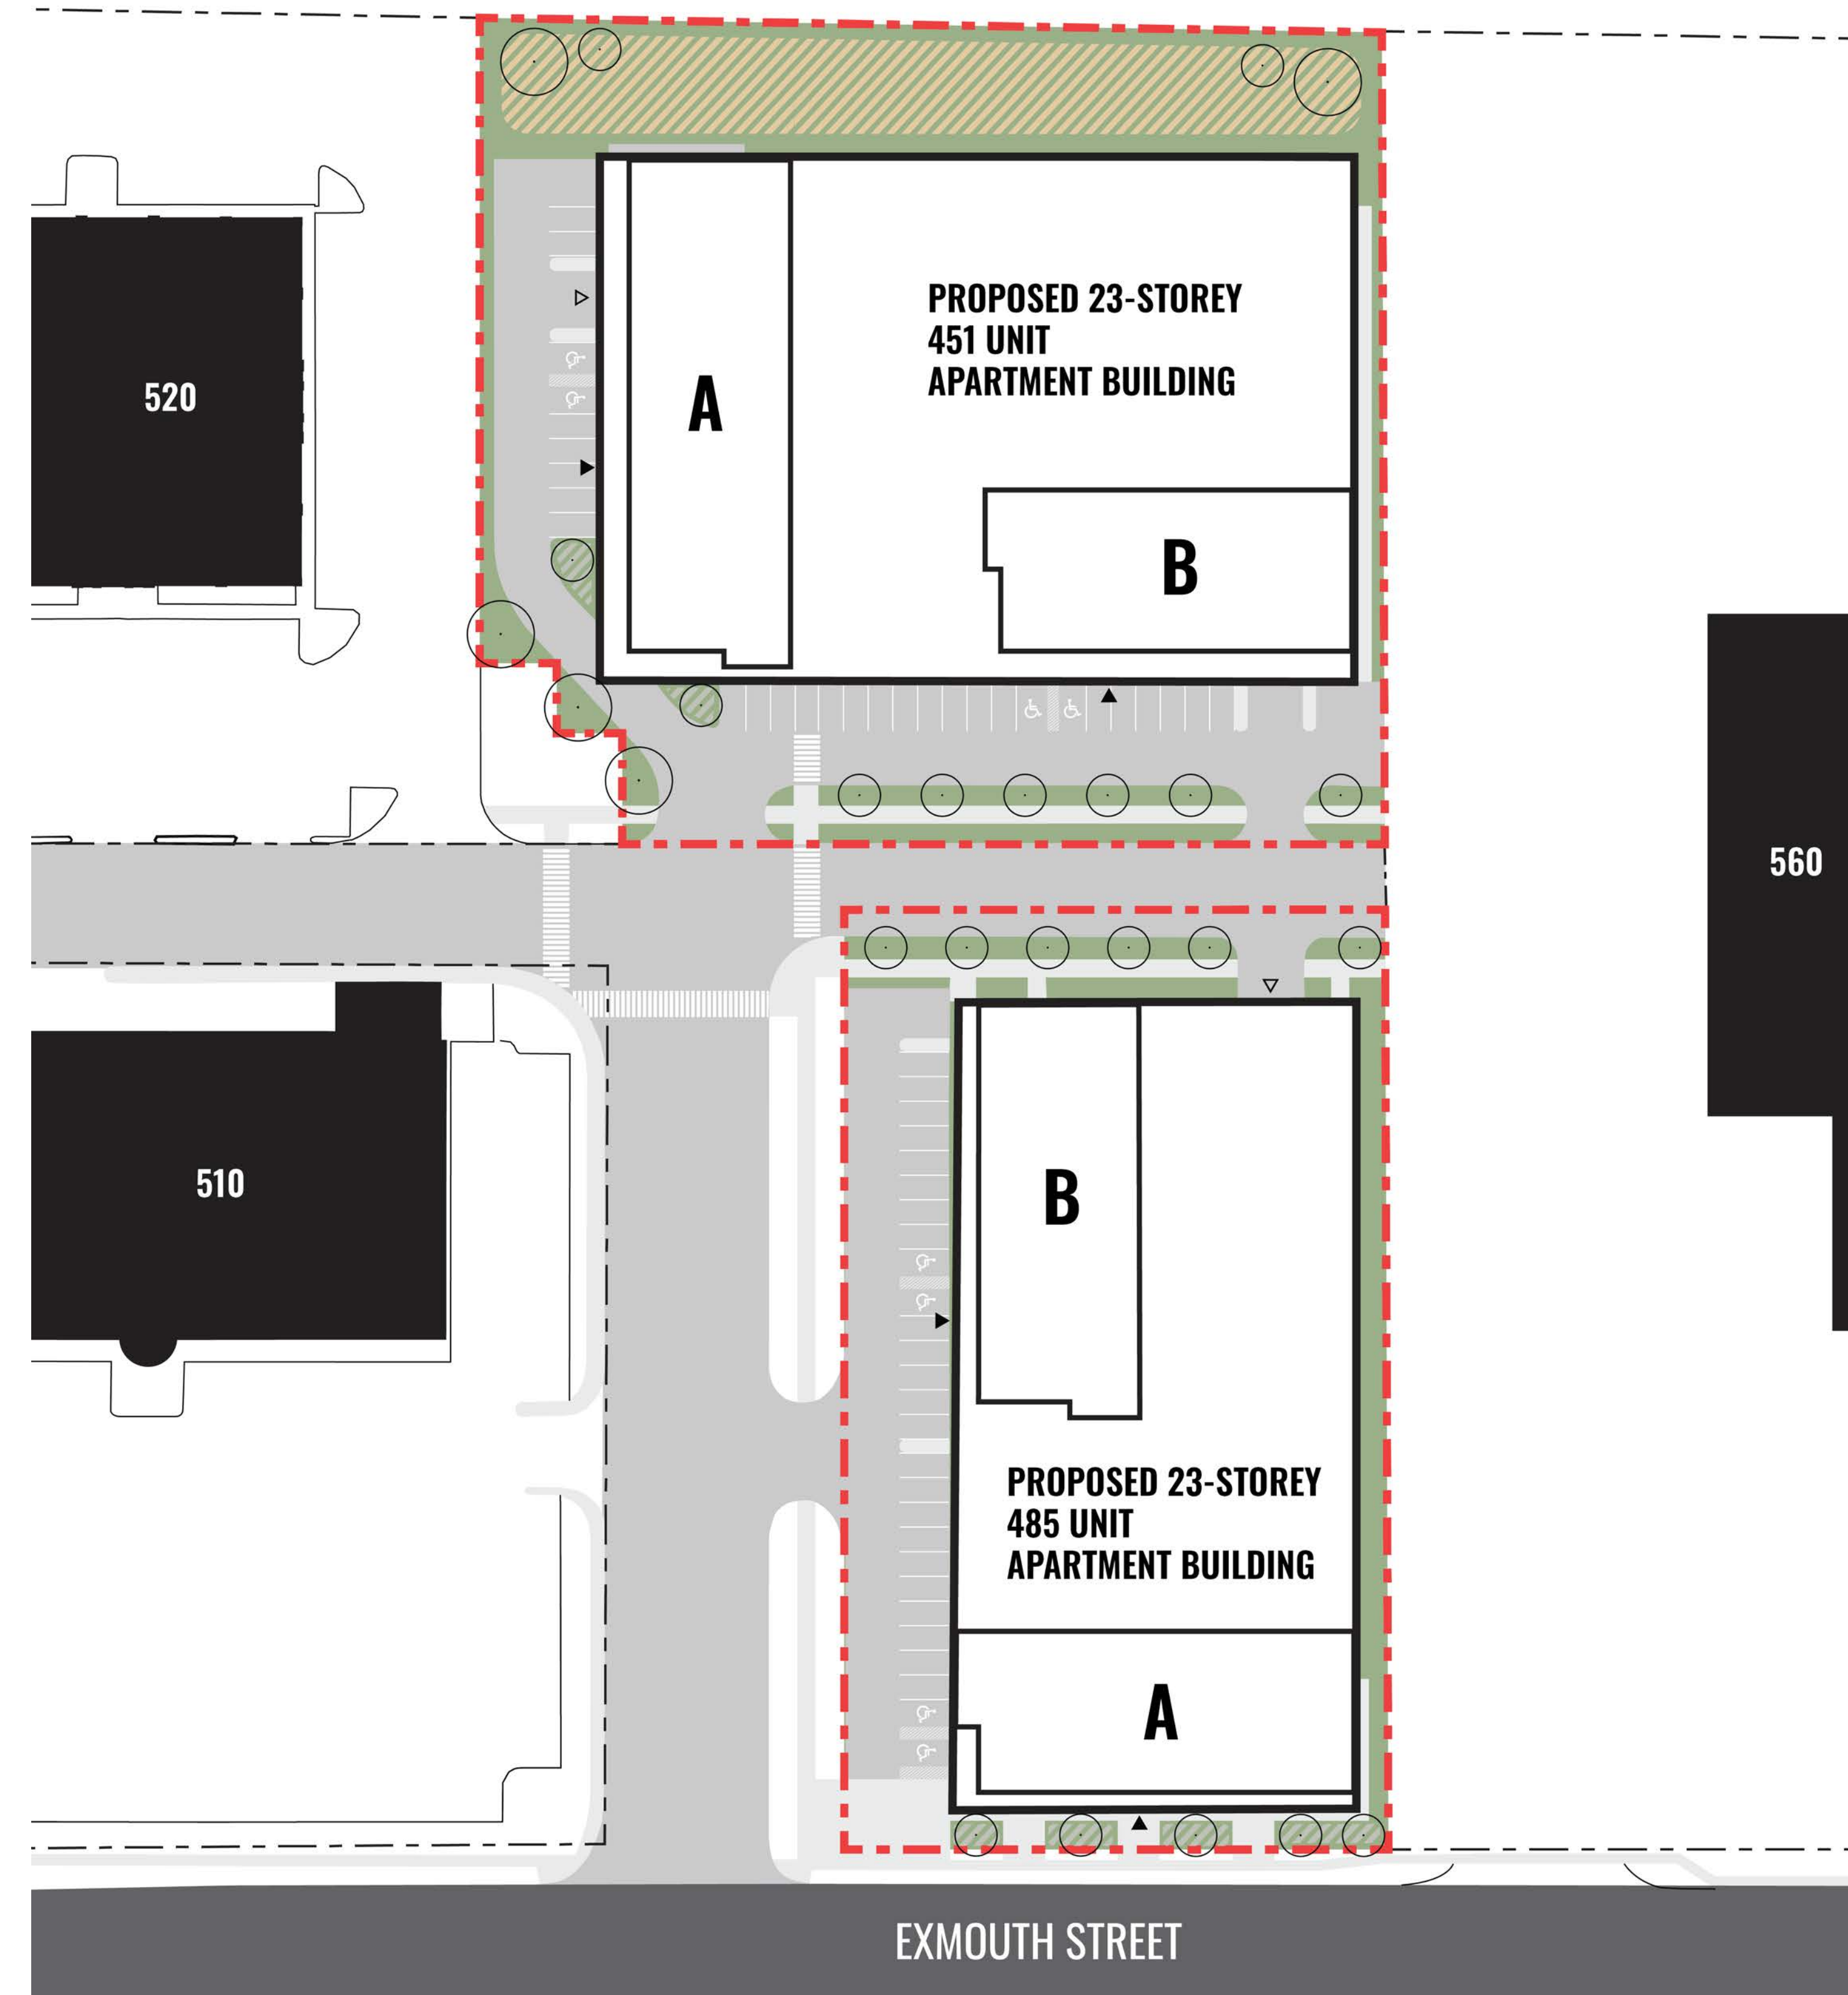 PROPOSED 23-STOREY
451 UNIT
APARTMENT BUILDING
520
A
B
560
510
B
PROPOSED 23-STOREY
485 UNIT
APARTMENT BUILDING
A
EXMOUTH STREET